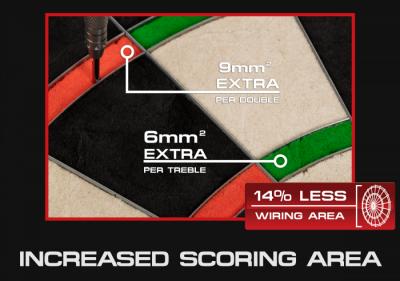 9mm²
EXTRA
PER DOUBLE
6mm²
EXTRA
PER TREBLE
14% LESS
WIRING AREA
INCREASED SCORING AREA